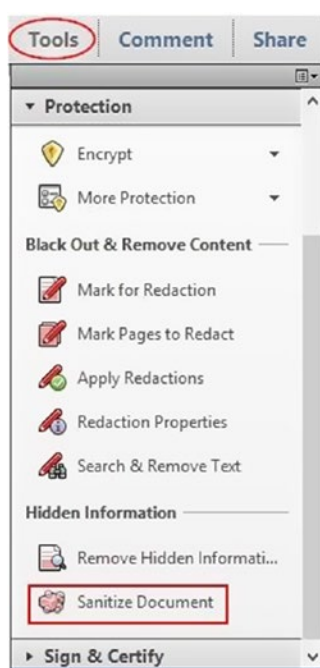 Tools Comment Share
Protection
Encrypt
More Protection
Black Out & Remove Content
Mark for Redaction
Mark Pages to Redact
Apply Redactions
Redaction Properties
Search & Remove Text
Hidden Information
Remove Hidden Informati...
Sanitize Document
Sign & Certify